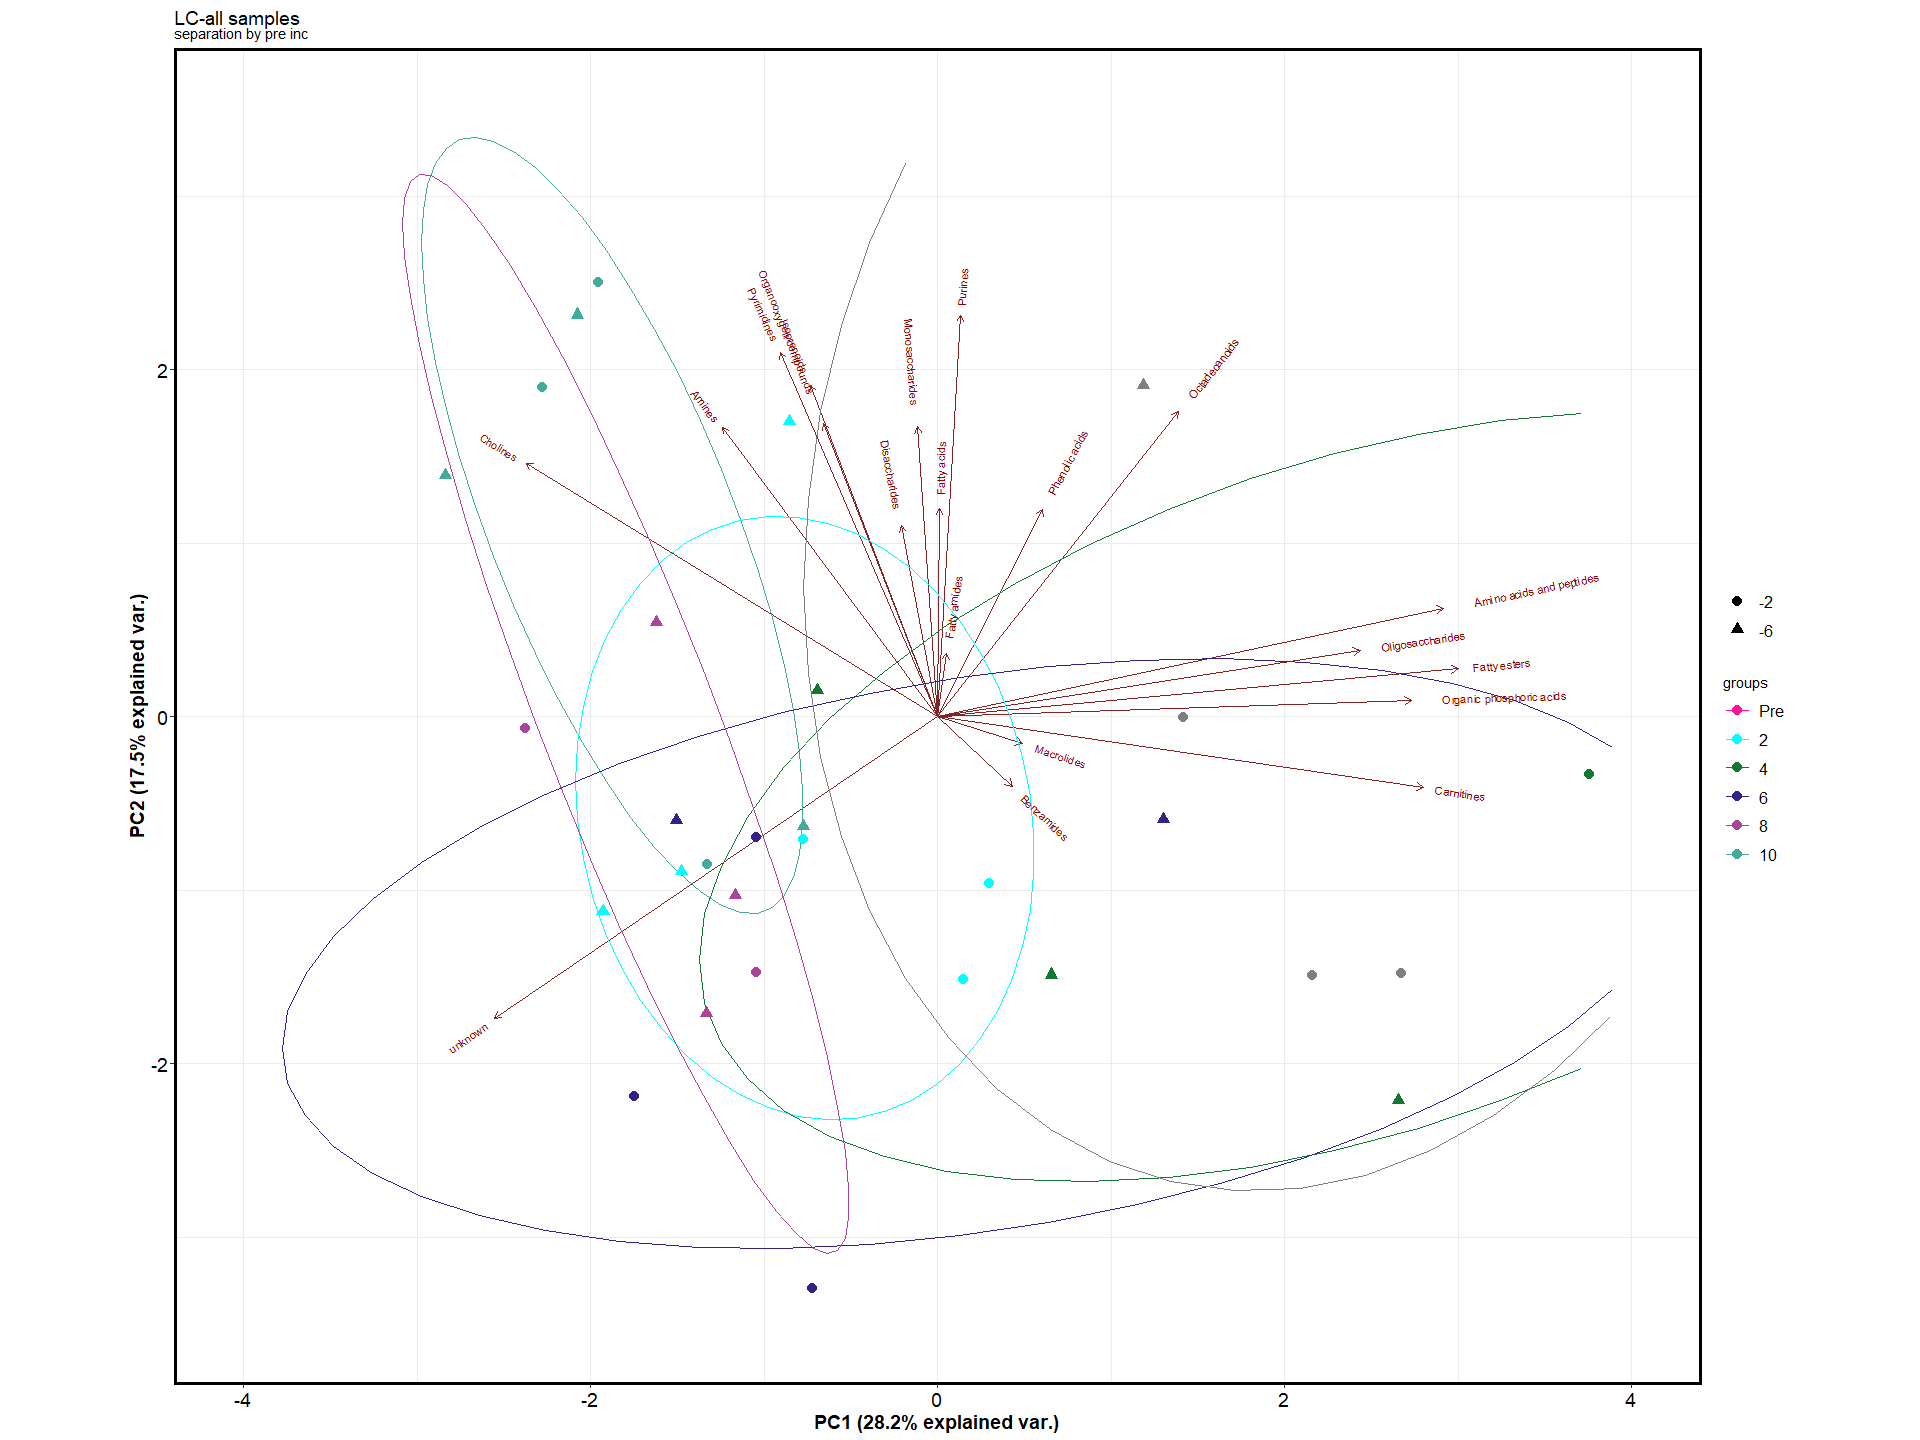 LC-all samples
separation by pre inc
Purines
Organooxygen compounds
Pyrimidines
Isoprenoids
Monosaccharides
Octadecanoids
Amines
Cholines
Disaccharides
Fatty acids
Phenolic acids
Fatty amides
Amino acids and peptides
Oligosaccharides
Fatty esters
Organic phosphoric acids
Macrolides
Carnitines
Benzamides
unknown
2
0
-2
PC2 (17.5% explained var.)
-4
-2
0
2
4
PC1 (28.2% explained var.)
-2
-6
groups
Pre
2
4
6
8
10